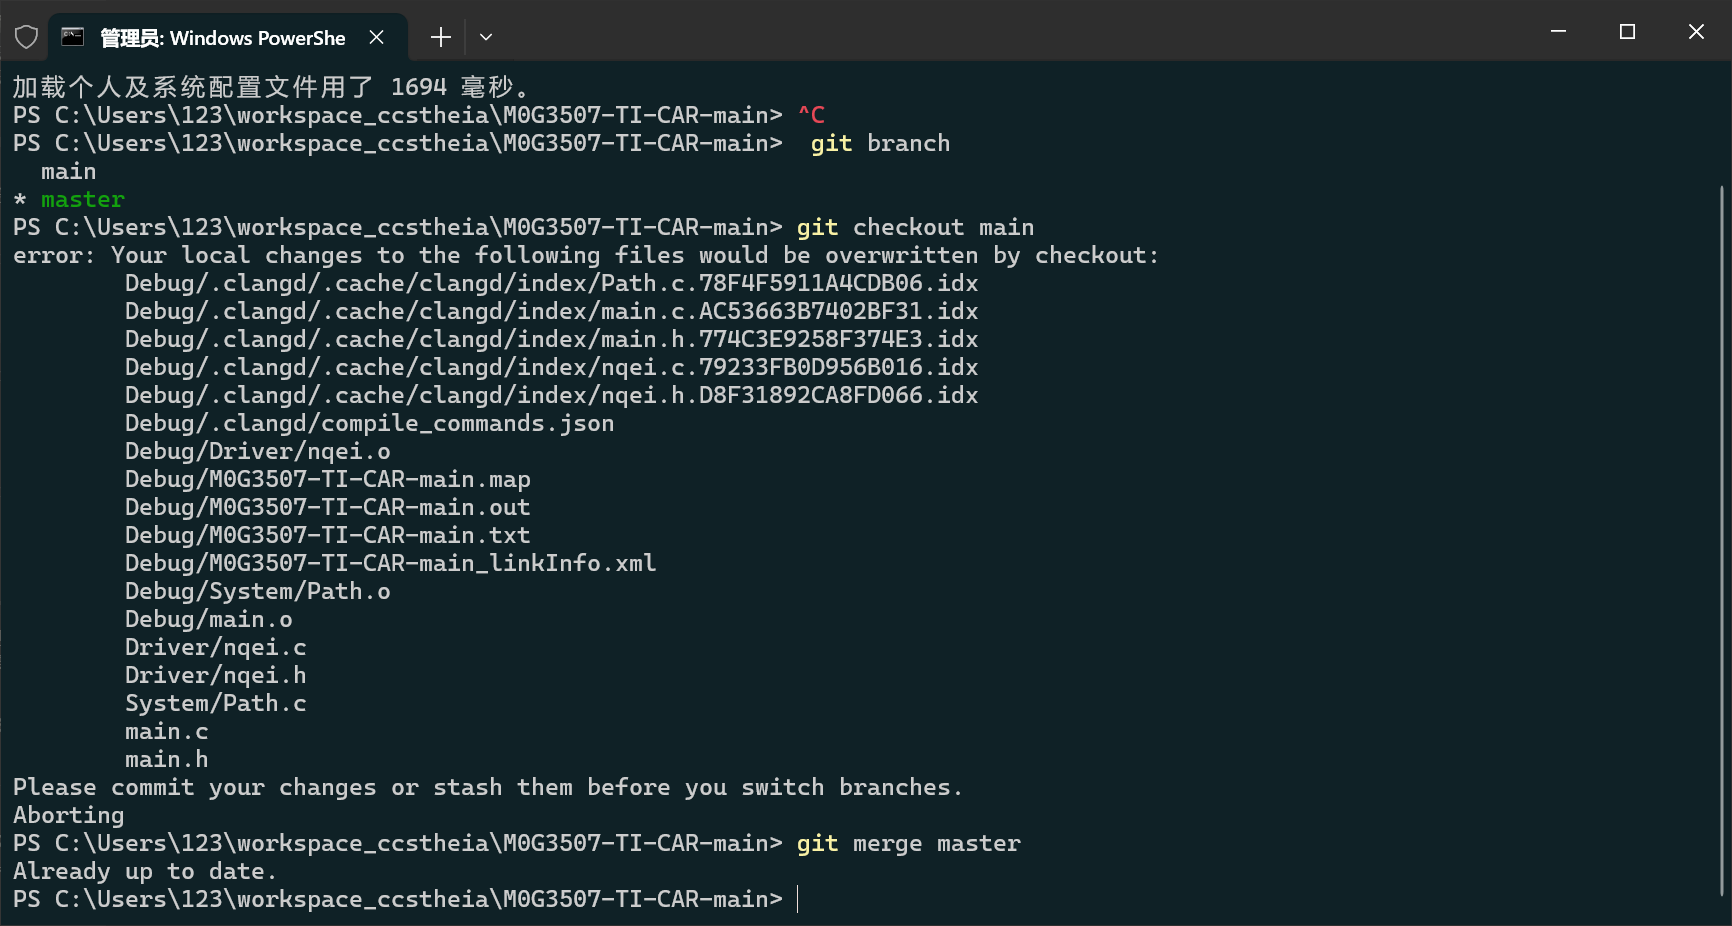 管理员: Windows PowerShe
加载个人及系统配置文件用了 1694 毫秒。
PS C:\Users\123\workspace_ccstheia\M0G3507-TI-CAR-main> ^C
PS C:\Users\123\workspace_ccstheia\M0G3507-TI-CAR-main>  git branch
  main
* master
PS C:\Users\123\workspace_ccstheia\M0G3507-TI-CAR-main> git checkout main
error: Your local changes to the following files would be overwritten by checkout:
        Debug/.clangd/.cache/clangd/index/Path.c.78F4F5911A4CDB06.idx
        Debug/.clangd/.cache/clangd/index/main.c.AC53663B7402BF31.idx
        Debug/.clangd/.cache/clangd/index/main.h.774C3E9258F374E3.idx
        Debug/.clangd/.cache/clangd/index/nqei.c.79233FB0D956B016.idx
        Debug/.clangd/.cache/clangd/index/nqei.h.D8F31892CA8FD066.idx
        Debug/.clangd/compile_commands.json
        Debug/Driver/nqei.o
        Debug/M0G3507-TI-CAR-main.map
        Debug/M0G3507-TI-CAR-main.out
        Debug/M0G3507-TI-CAR-main.txt
        Debug/M0G3507-TI-CAR-main_linkInfo.xml
        Debug/System/Path.o
        Debug/main.o
        Driver/nqei.c
        Driver/nqei.h
        System/Path.c
        main.c
        main.h
Please commit your changes or stash them before you switch branches.
Aborting
PS C:\Users\123\workspace_ccstheia\M0G3507-TI-CAR-main> git merge master
Already up to date.
PS C:\Users\123\workspace_ccstheia\M0G3507-TI-CAR-main>